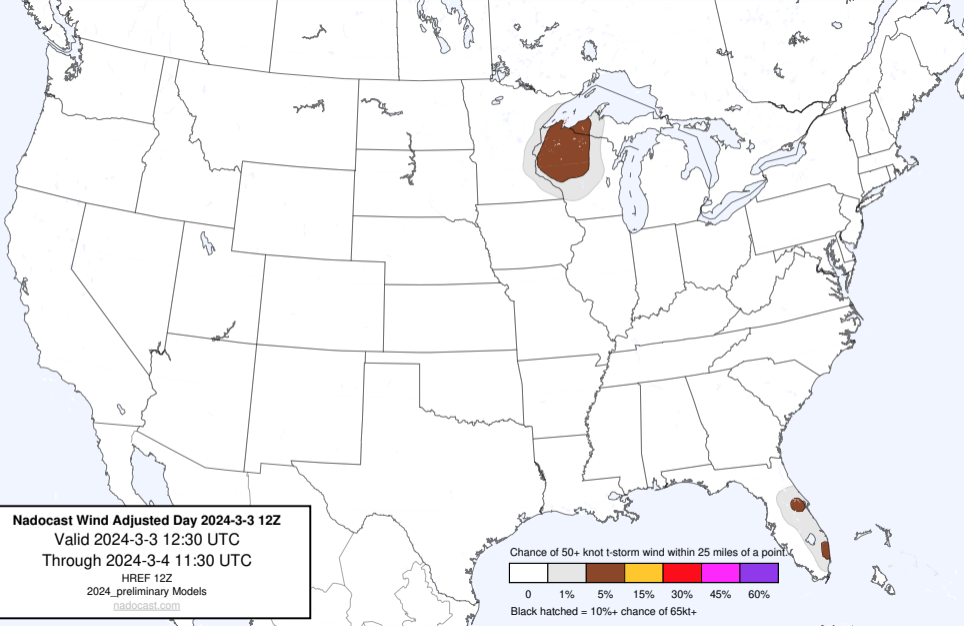 Nadocast Wind Adjusted Day 2024-3-3 12Z
Valid 2024-3-3 12:30 UTC
Through 2024-3-4 11:30 UTC
HREF 12Z
2024_preliminary Models
nadocast.com
Chance of 50+ knot t-storm wind within 25 miles of a point.
0 1% 5% 15% 30% 45% 60%
Black hatched = 10%+ chance of 65kt+